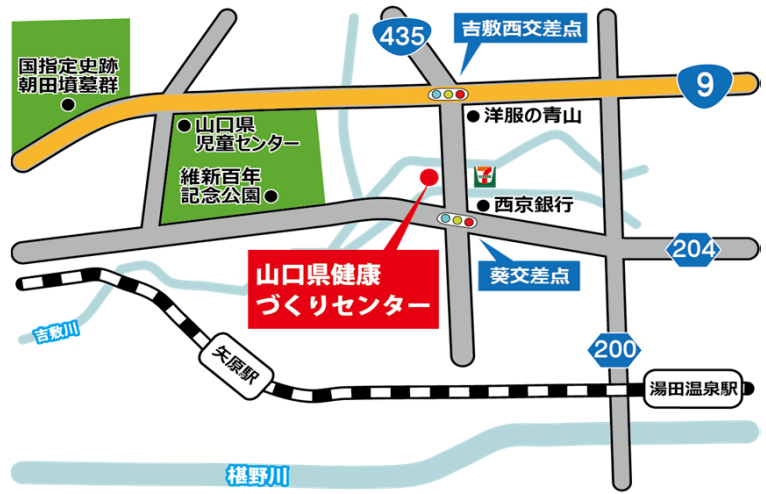 435
吉敷西交差点
国指定史跡
朝田墳墓群
9
山口県
児童センター
洋服の青山
維新百年
記念公園
7
西京銀行
山口県健康
づくりセンター
葵交差点
204
吉敷川
矢原駅
200
湯田温泉駅
椹野川